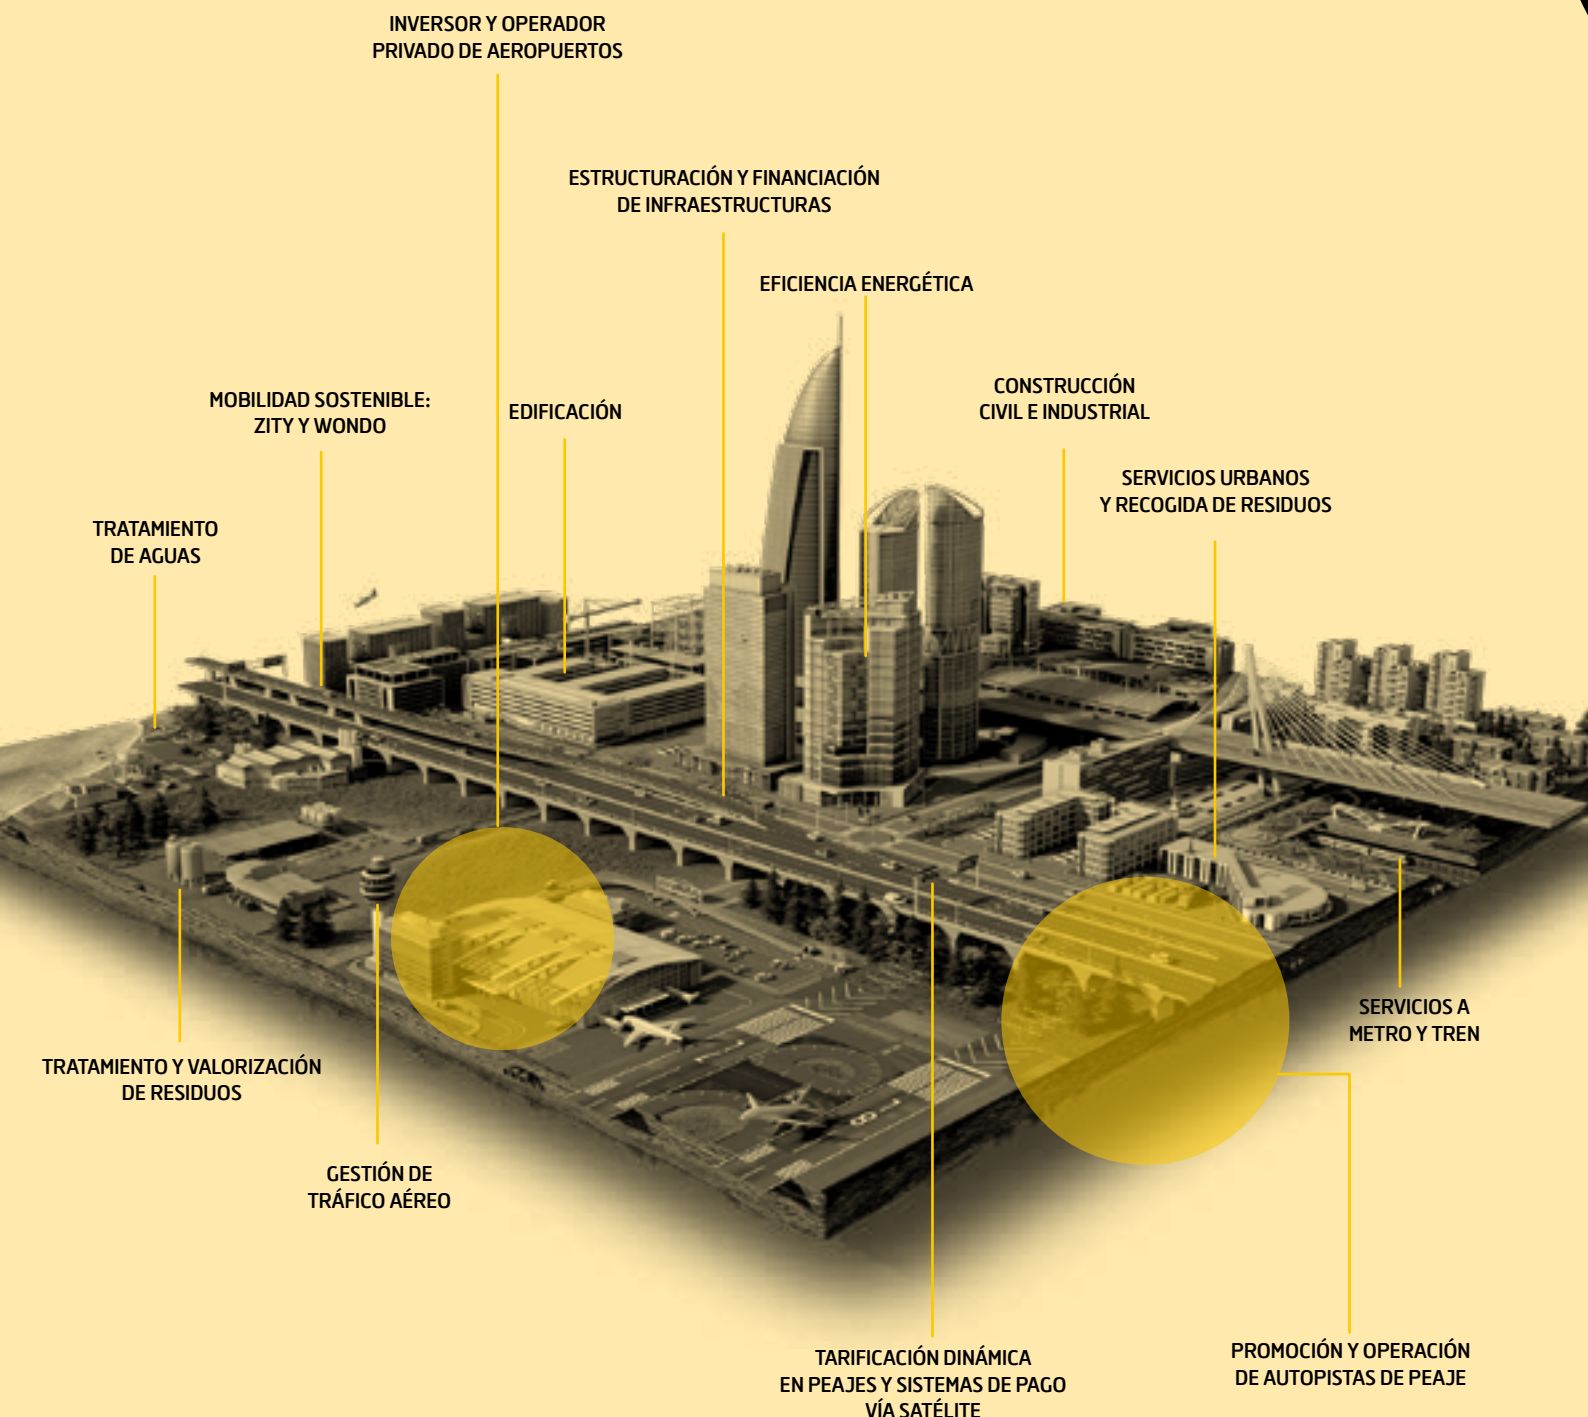 INVERSOR Y OPERADOR
PRIVADO DE AEROPUERTOS
ESTRUCTURACIÓN Y FINANCIACIÓN
DE INFRAESTRUCTURAS
EFICIENCIA ENERGÉTICA
MOBILIDAD SOSTENIBLE:
ZITY Y WONDO
EDIFICACIÓN
CONSTRUCCIÓN
CIVIL E INDUSTRIAL
SERVICIOS URBANOS
Y RECOGIDA DE RESIDUOS
TRATAMIENTO
DE AGUAS
SERVICIOS A
METRO Y TREN
TRATAMIENTO Y VALORIZACIÓN
DE RESIDUOS
GESTIÓN DE
TRÁFICO AÉREO
TARIFICACIÓN DINÁMICA
EN PEAJES Y SISTEMAS DE PAGO
VÍA SATÉLITE
PROMOCIÓN Y OPERACIÓN
DE AUTOPISTAS DE PEAJE